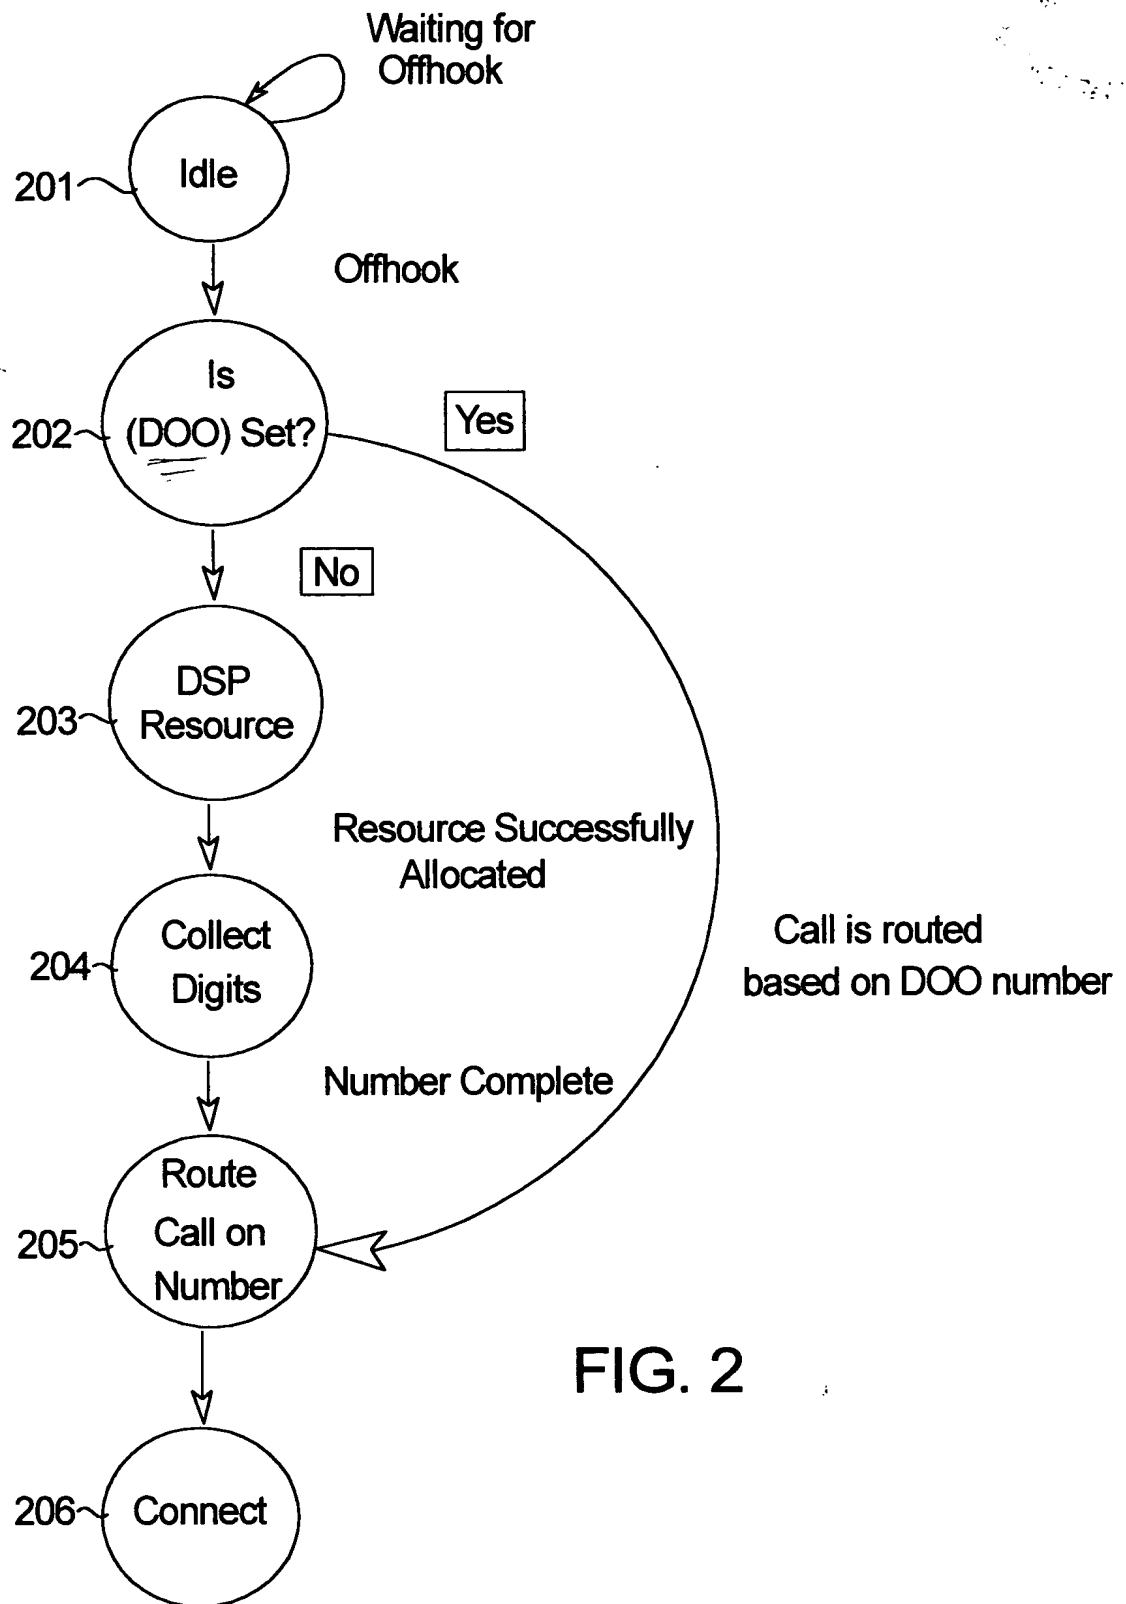 Waiting for
Offhook
Idle
201
Offhook
Is
(DOO) Set?
202
Yes
No
DSP
Resource
203
Resource Successfully
Allocated
Collect
Digits
204
Call is routed
based on DOO number
Number Complete
Route
Call on
Number
205
FIG. 2
206
Connect